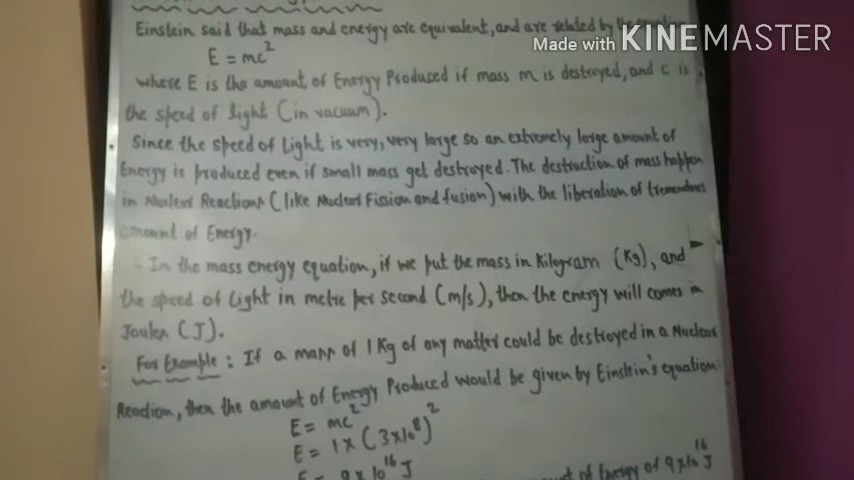 Einstein said that mass and energy are equivalent, and are related by the equation
Made with KINEMASTER
E = mc²
where E is the amount of Energy Produced if mass m is destroyed, and c is
the speed of light (in vacuum).
Since the speed of Light is very, very large so an extremely large amount of
Energy is produced even if small mass get destroyed. The destruction of mass happen
in Nuclear Reactions (like Nuclear Fission and fusion) with the liberation of tremendous
amount of Energy.
In the mass energy equation, if we put the mass in Kilogram (Kg), and
the speed of Light in metre per second (m/s), then the energy will comes in
Joules (J).
For Example : If a mass of 1 Kg of any matter could be destroyed in a Nuclear
Reaction, then the amount of Energy Produced would be given by Einstein's equation:
E = mc²
E = 1 × (3×10⁸)²
E = 9×10¹⁶ J
amount of Energy of 9×10¹⁶ J